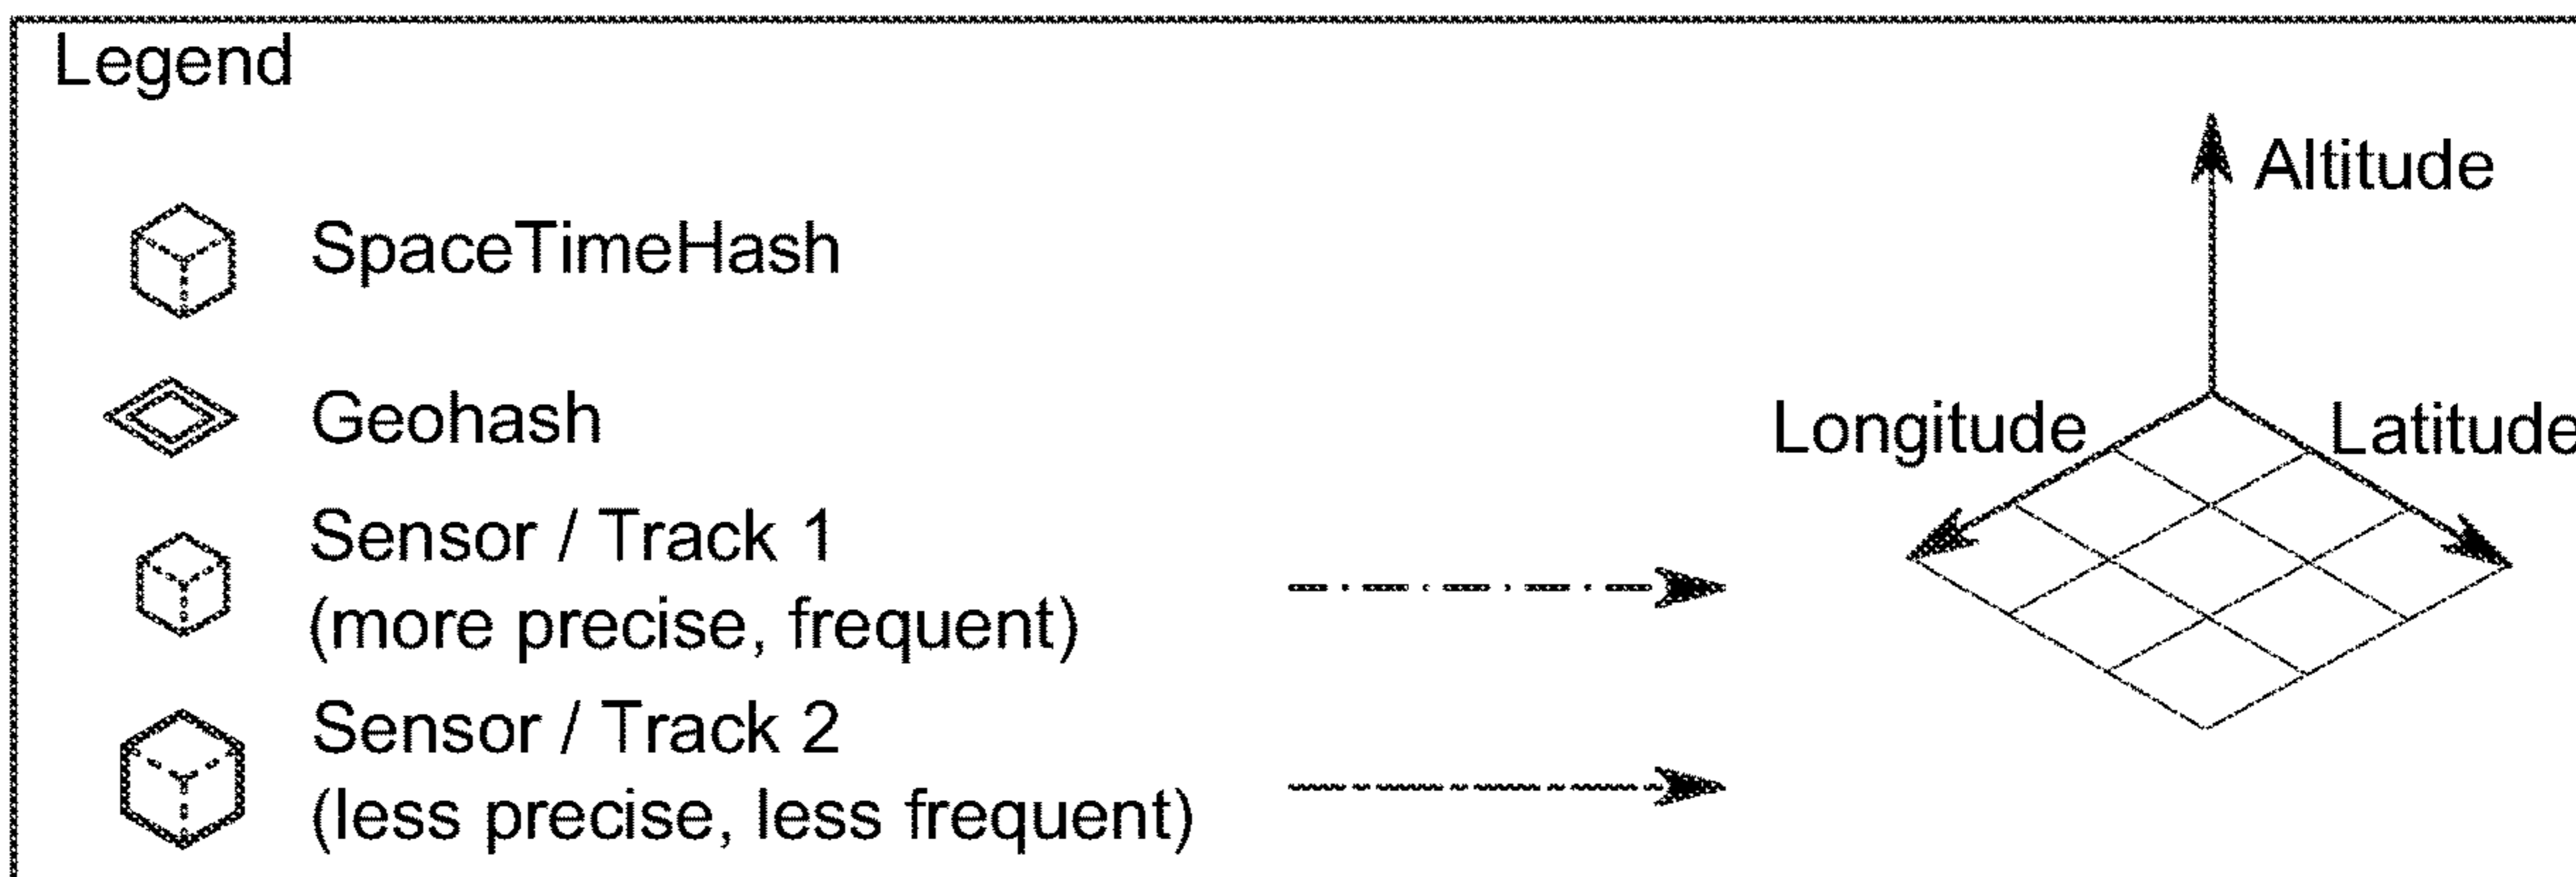 Legend
Altitude
SpaceTimeHash
Longitude
Latitude
Geohash
Sensor / Track 1
(more precise, frequent)
Sensor / Track 2
(less precise, less frequent)